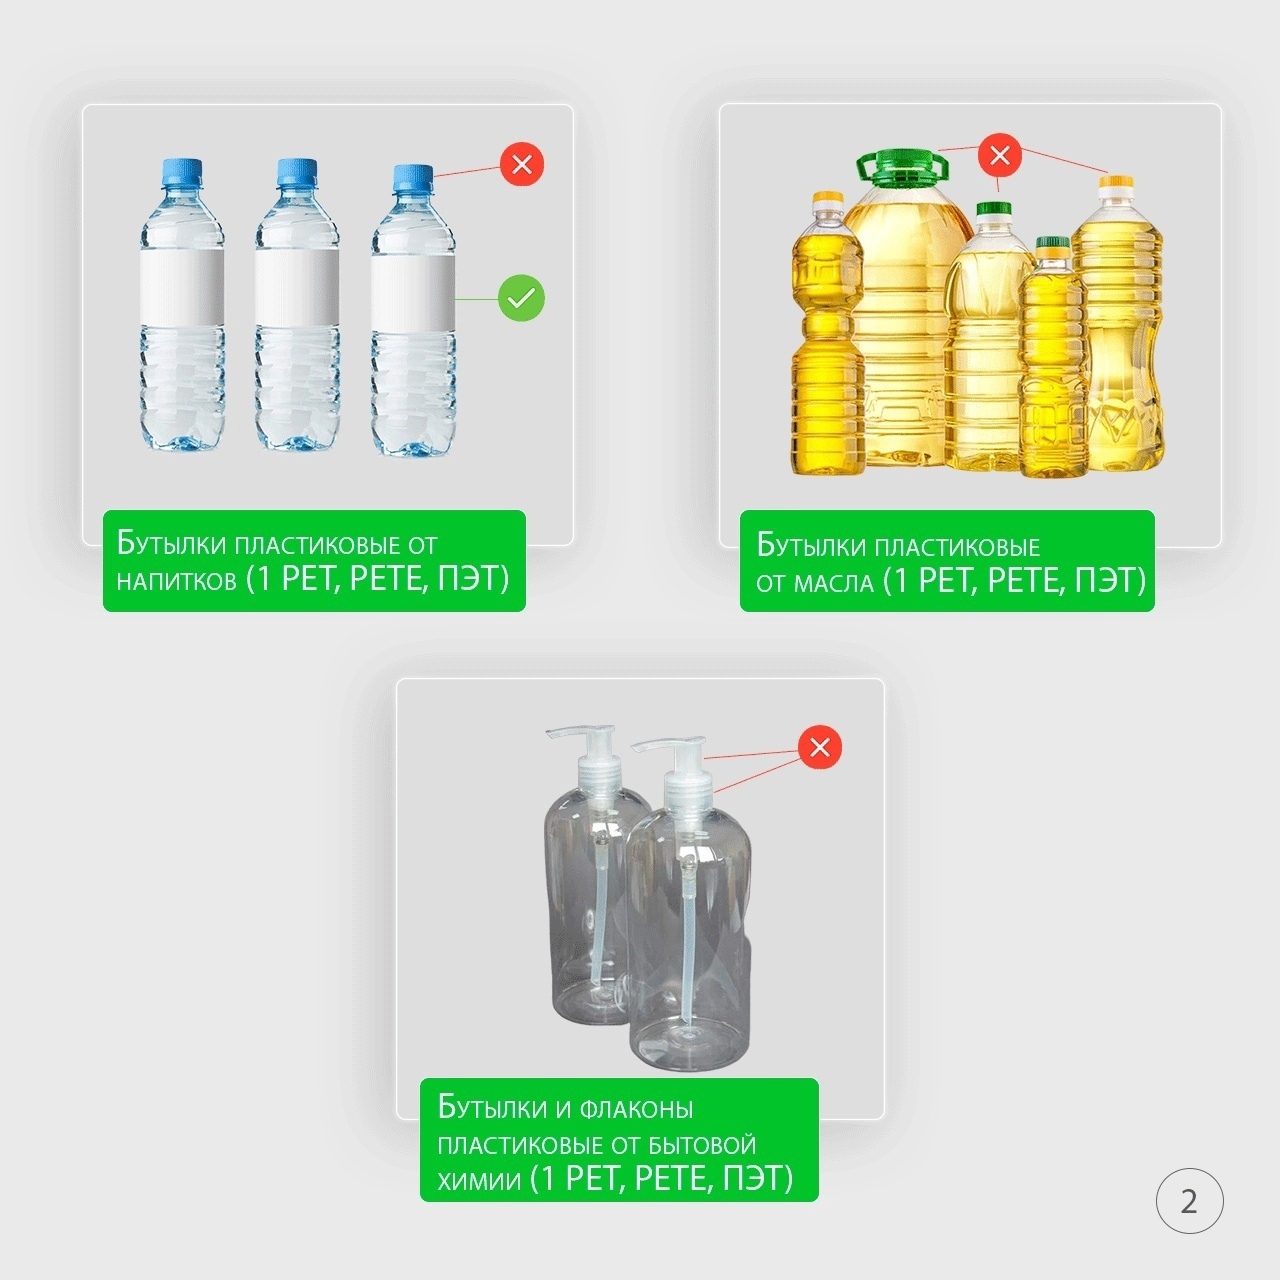 Бутылки пластиковые от
напитков (1 PET, PETE, ПЭТ)
Бутылки пластиковые
от масла (1 PET, PETE, ПЭТ)
Бутылки и флаконы
пластиковые от бытовой
химии (1 PET, PETE, ПЭТ)
2